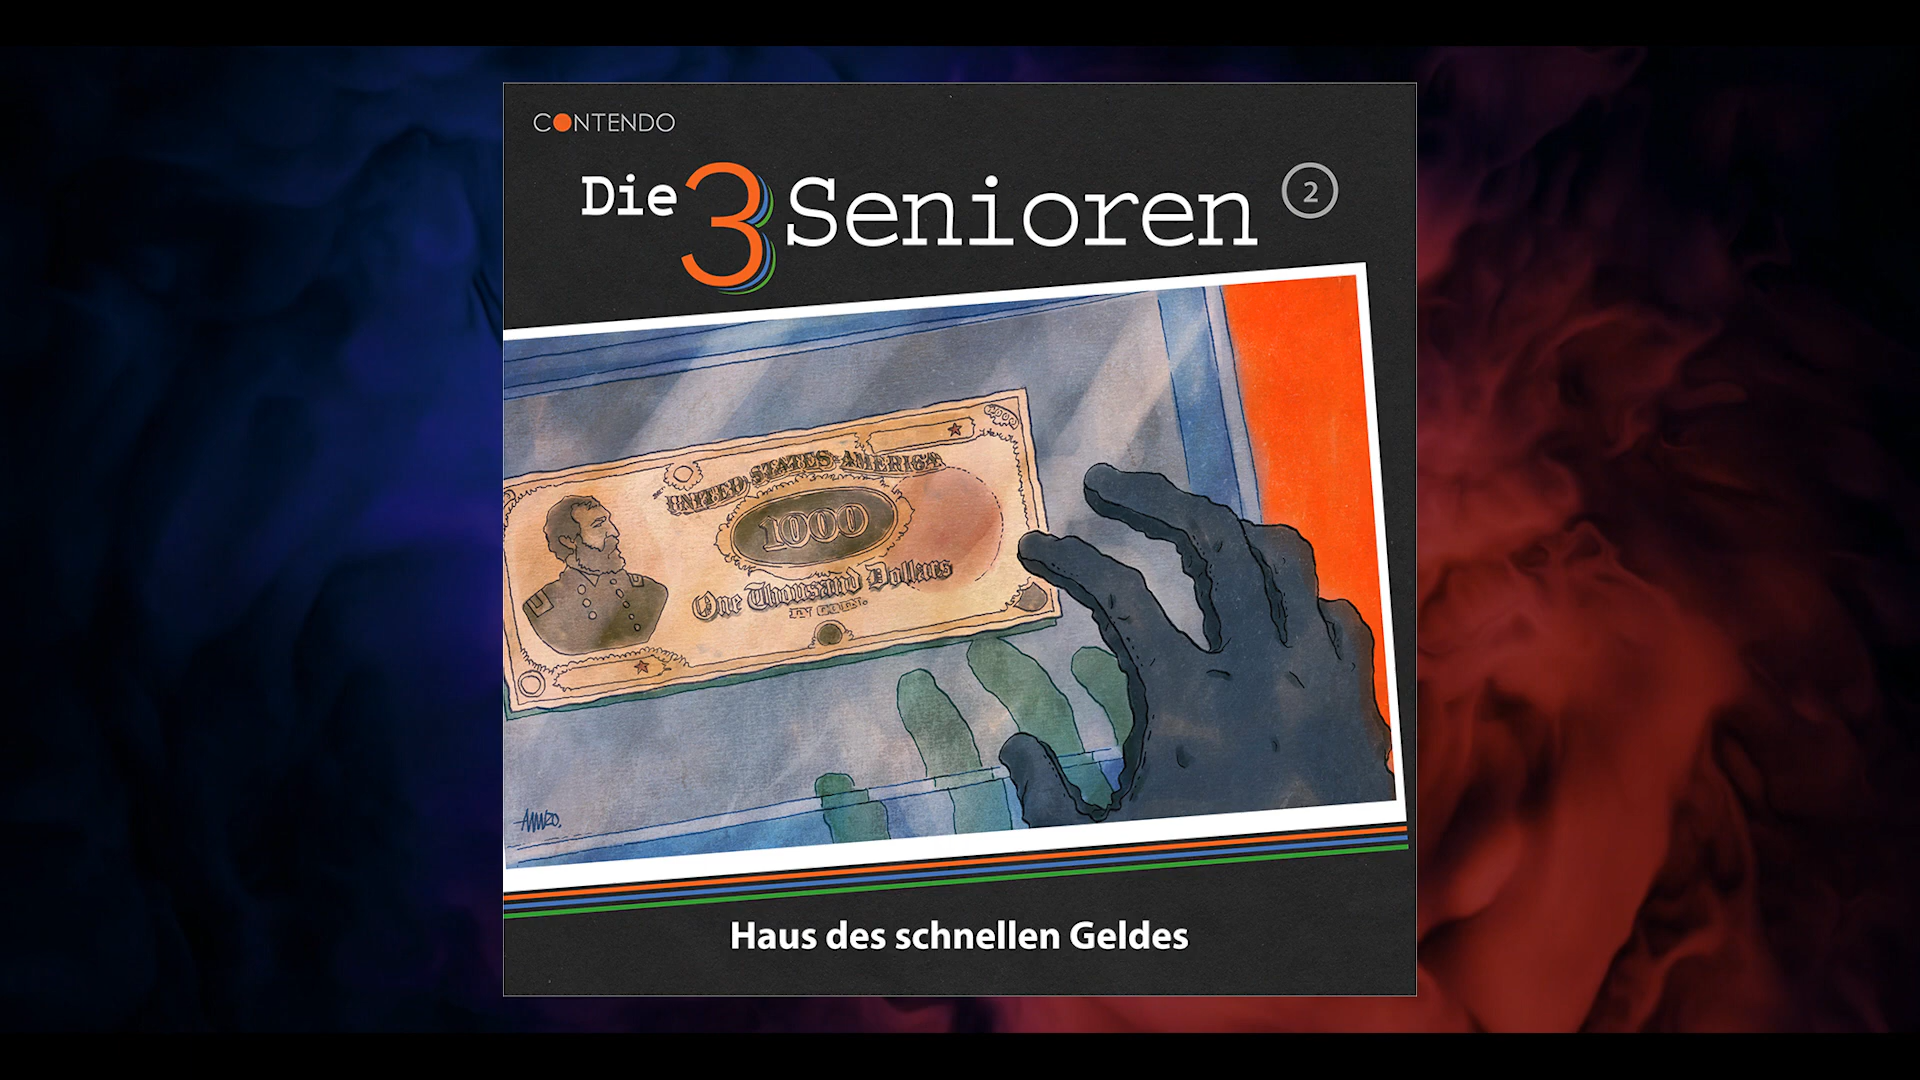 CONTENDO
Die 3 Senioren 2
UNITED STATES AMERICA
1000
One Thousand Dollars
Haus des schnellen Geldes